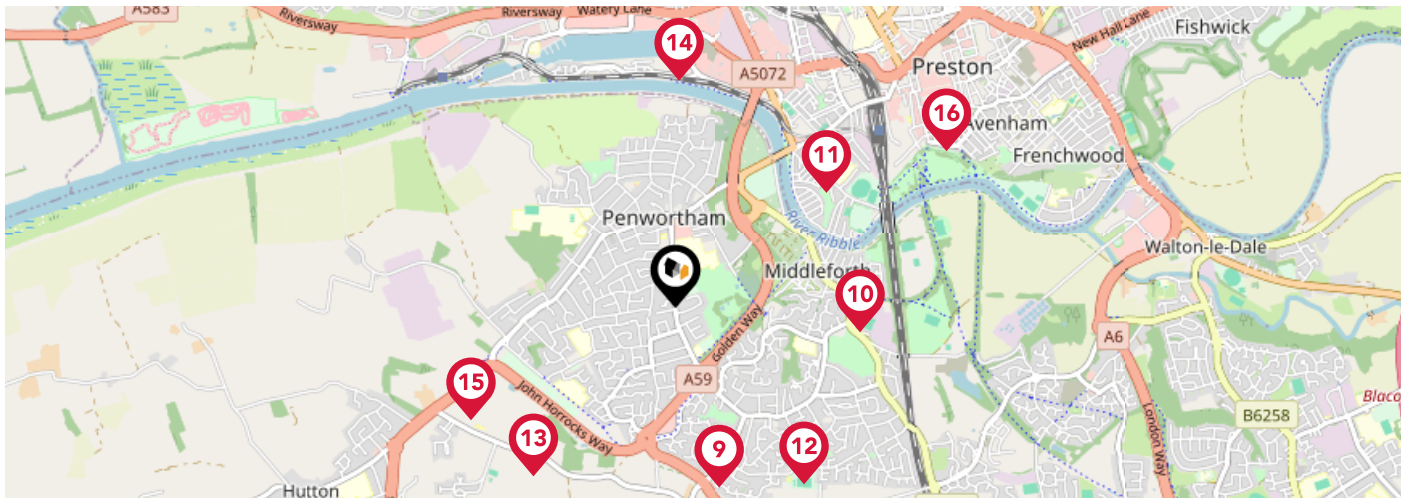 A583
Riversway
Riversway
Watery Lane
Fishwick
New Hall Lane
14
Preston
A5072
16
Avenham
11
Frenchwood
Penwortham
River Ribble
Walton-le-Dale
Middleforth
10
Golden Way
A6
A59
15
John Horrocks Way
B6258
London Way
13
9
12
Hutton